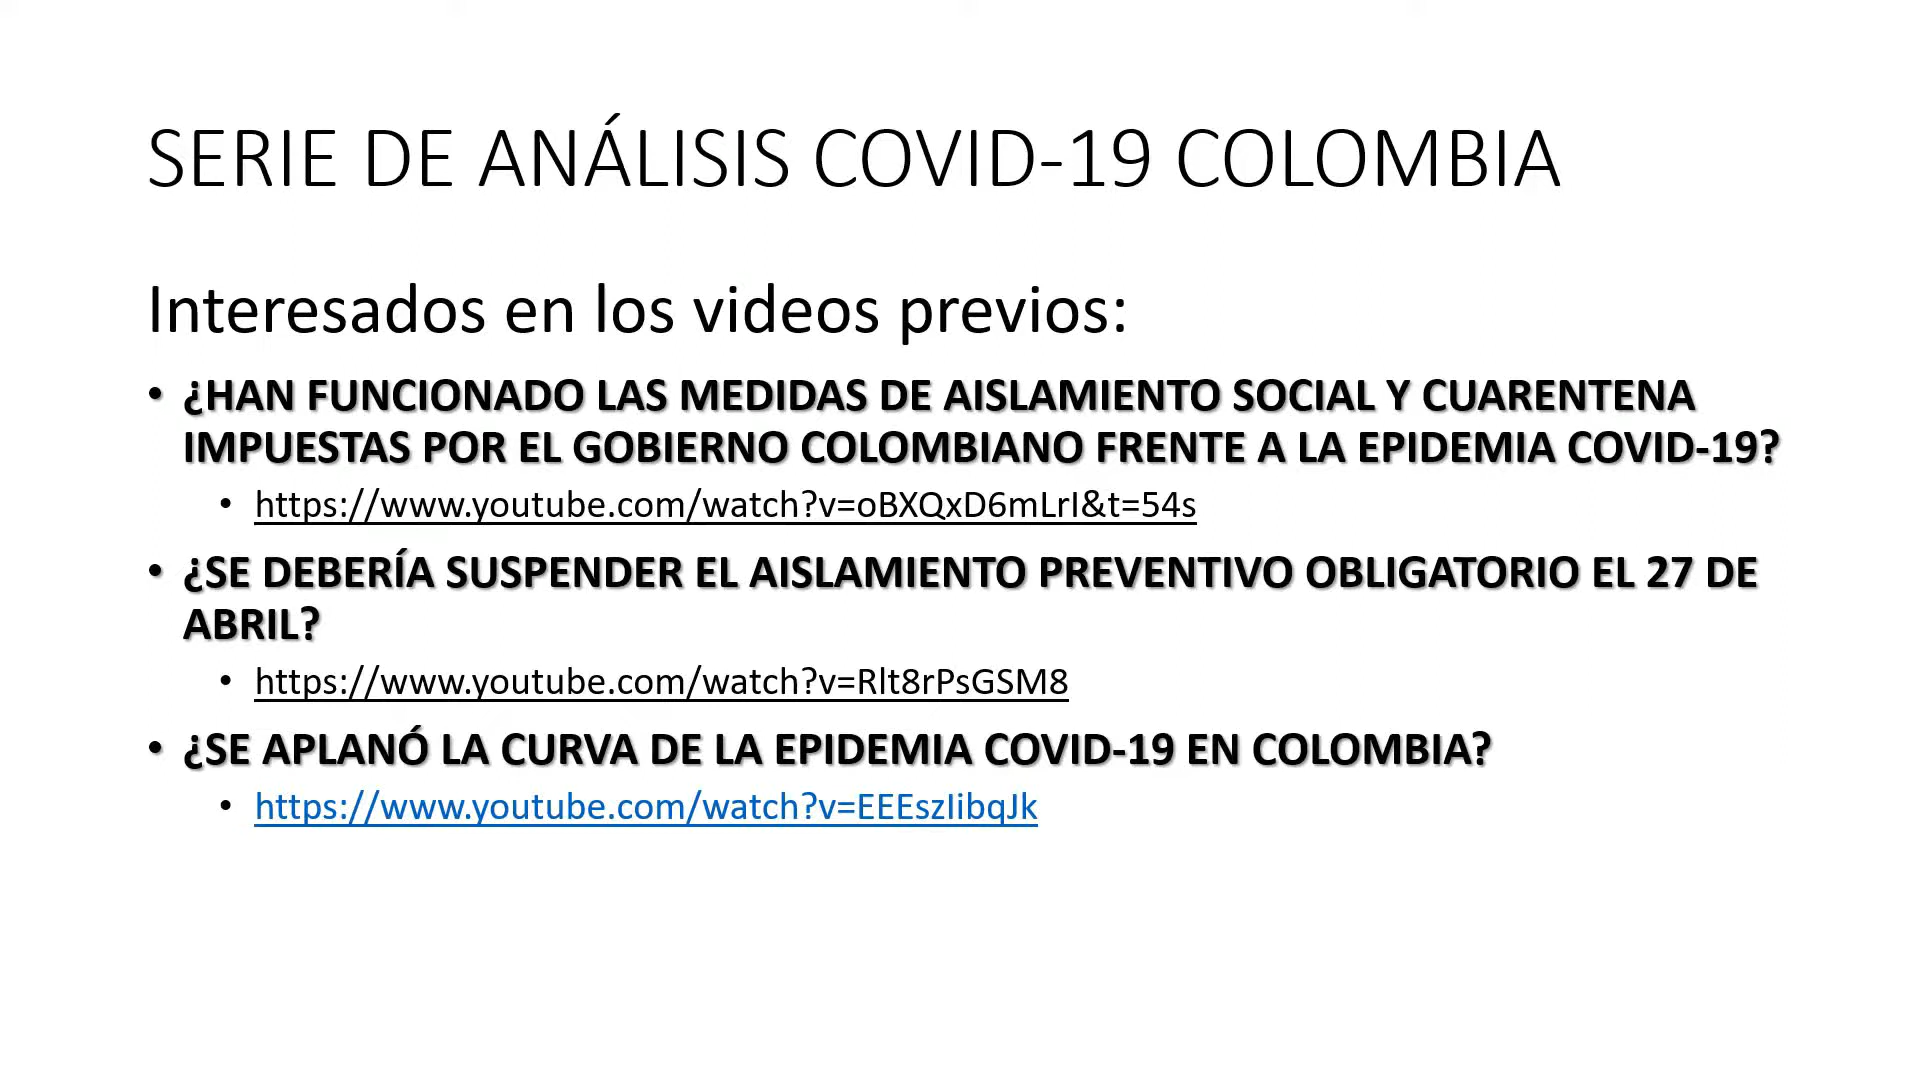 SERIE DE ANÁLISIS COVID-19 COLOMBIA
Interesados en los videos previos:
• ¿HAN FUNCIONADO LAS MEDIDAS DE AISLAMIENTO SOCIAL Y CUARENTENA
IMPUESTAS POR EL GOBIERNO COLOMBIANO FRENTE A LA EPIDEMIA COVID-19?
• https://www.youtube.com/watch?v=oBXQxD6mLrI&t=54s
• ¿SE DEBERÍA SUSPENDER EL AISLAMIENTO PREVENTIVO OBLIGATORIO EL 27 DE
ABRIL?
• https://www.youtube.com/watch?v=Rlt8rPsGSM8
• ¿SE APLANÓ LA CURVA DE LA EPIDEMIA COVID-19 EN COLOMBIA?
• https://www.youtube.com/watch?v=EEEszIibqJk